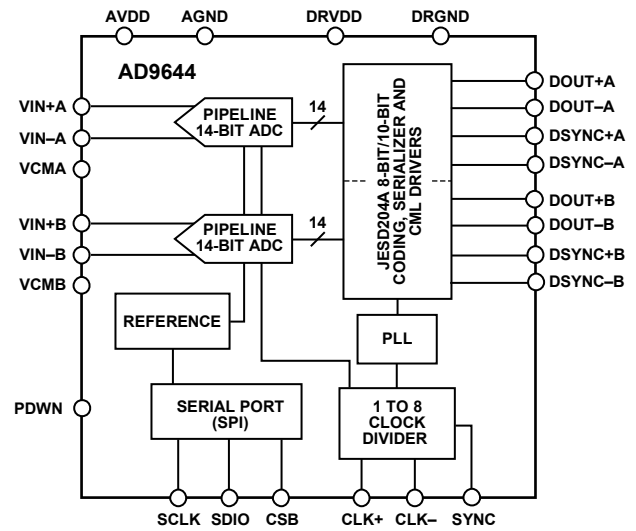 AVDD AGND DRVDD DRGND
AD9644
VIN+A
VIN–A
VCMA
VIN+B
VIN–B
VCMB
PDWN
PIPELINE
14-BIT ADC
14
PIPELINE
14-BIT ADC
14
JESD204A 8-BIT/10-BIT
CODING, SERIALIZER AND
CML DRIVERS
DOUT+A
DOUT–A
DSYNC+A
DSYNC–A
DOUT+B
DOUT–B
DSYNC+B
DSYNC–B
REFERENCE
PLL
SERIAL PORT
(SPI)
1 TO 8
CLOCK
DIVIDER
SCLK SDIO CSB CLK+ CLK– SYNC